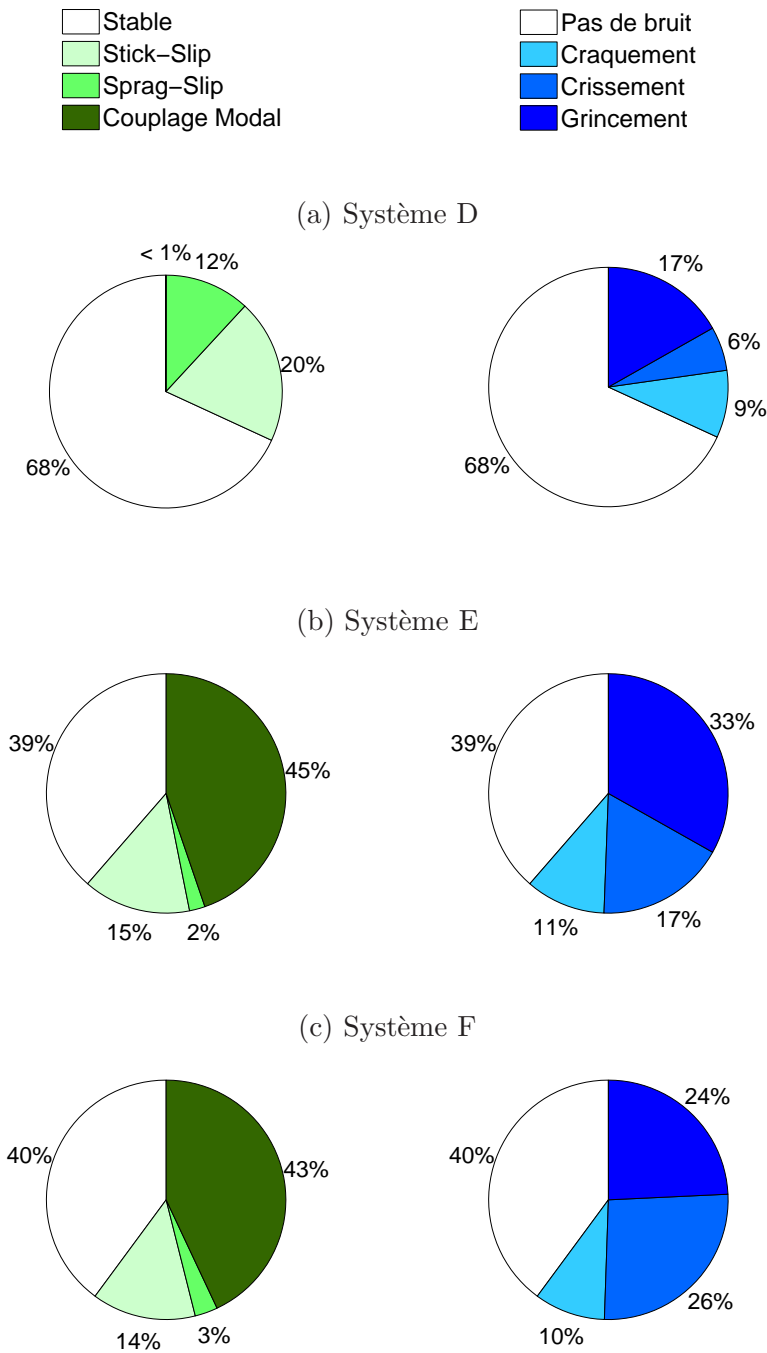 Stable
Stick−Slip
Sprag−Slip
Couplage Modal
Pas de bruit
Craquement
Crissement
Grincement
(a) Système D
< 1%
12%
20%
68%
17%
6%
9%
68%
(b) Système E
39%
45%
15%
2%
39%
33%
11%
17%
(c) Système F
40%
43%
14%
3%
40%
24%
10%
26%